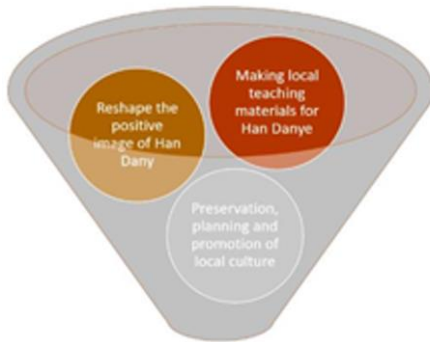 Reshape the
positive
image of Han
Dany
Making local
teaching
materials for
Han Danye
Preservation,
planning and
promotion of
local culture